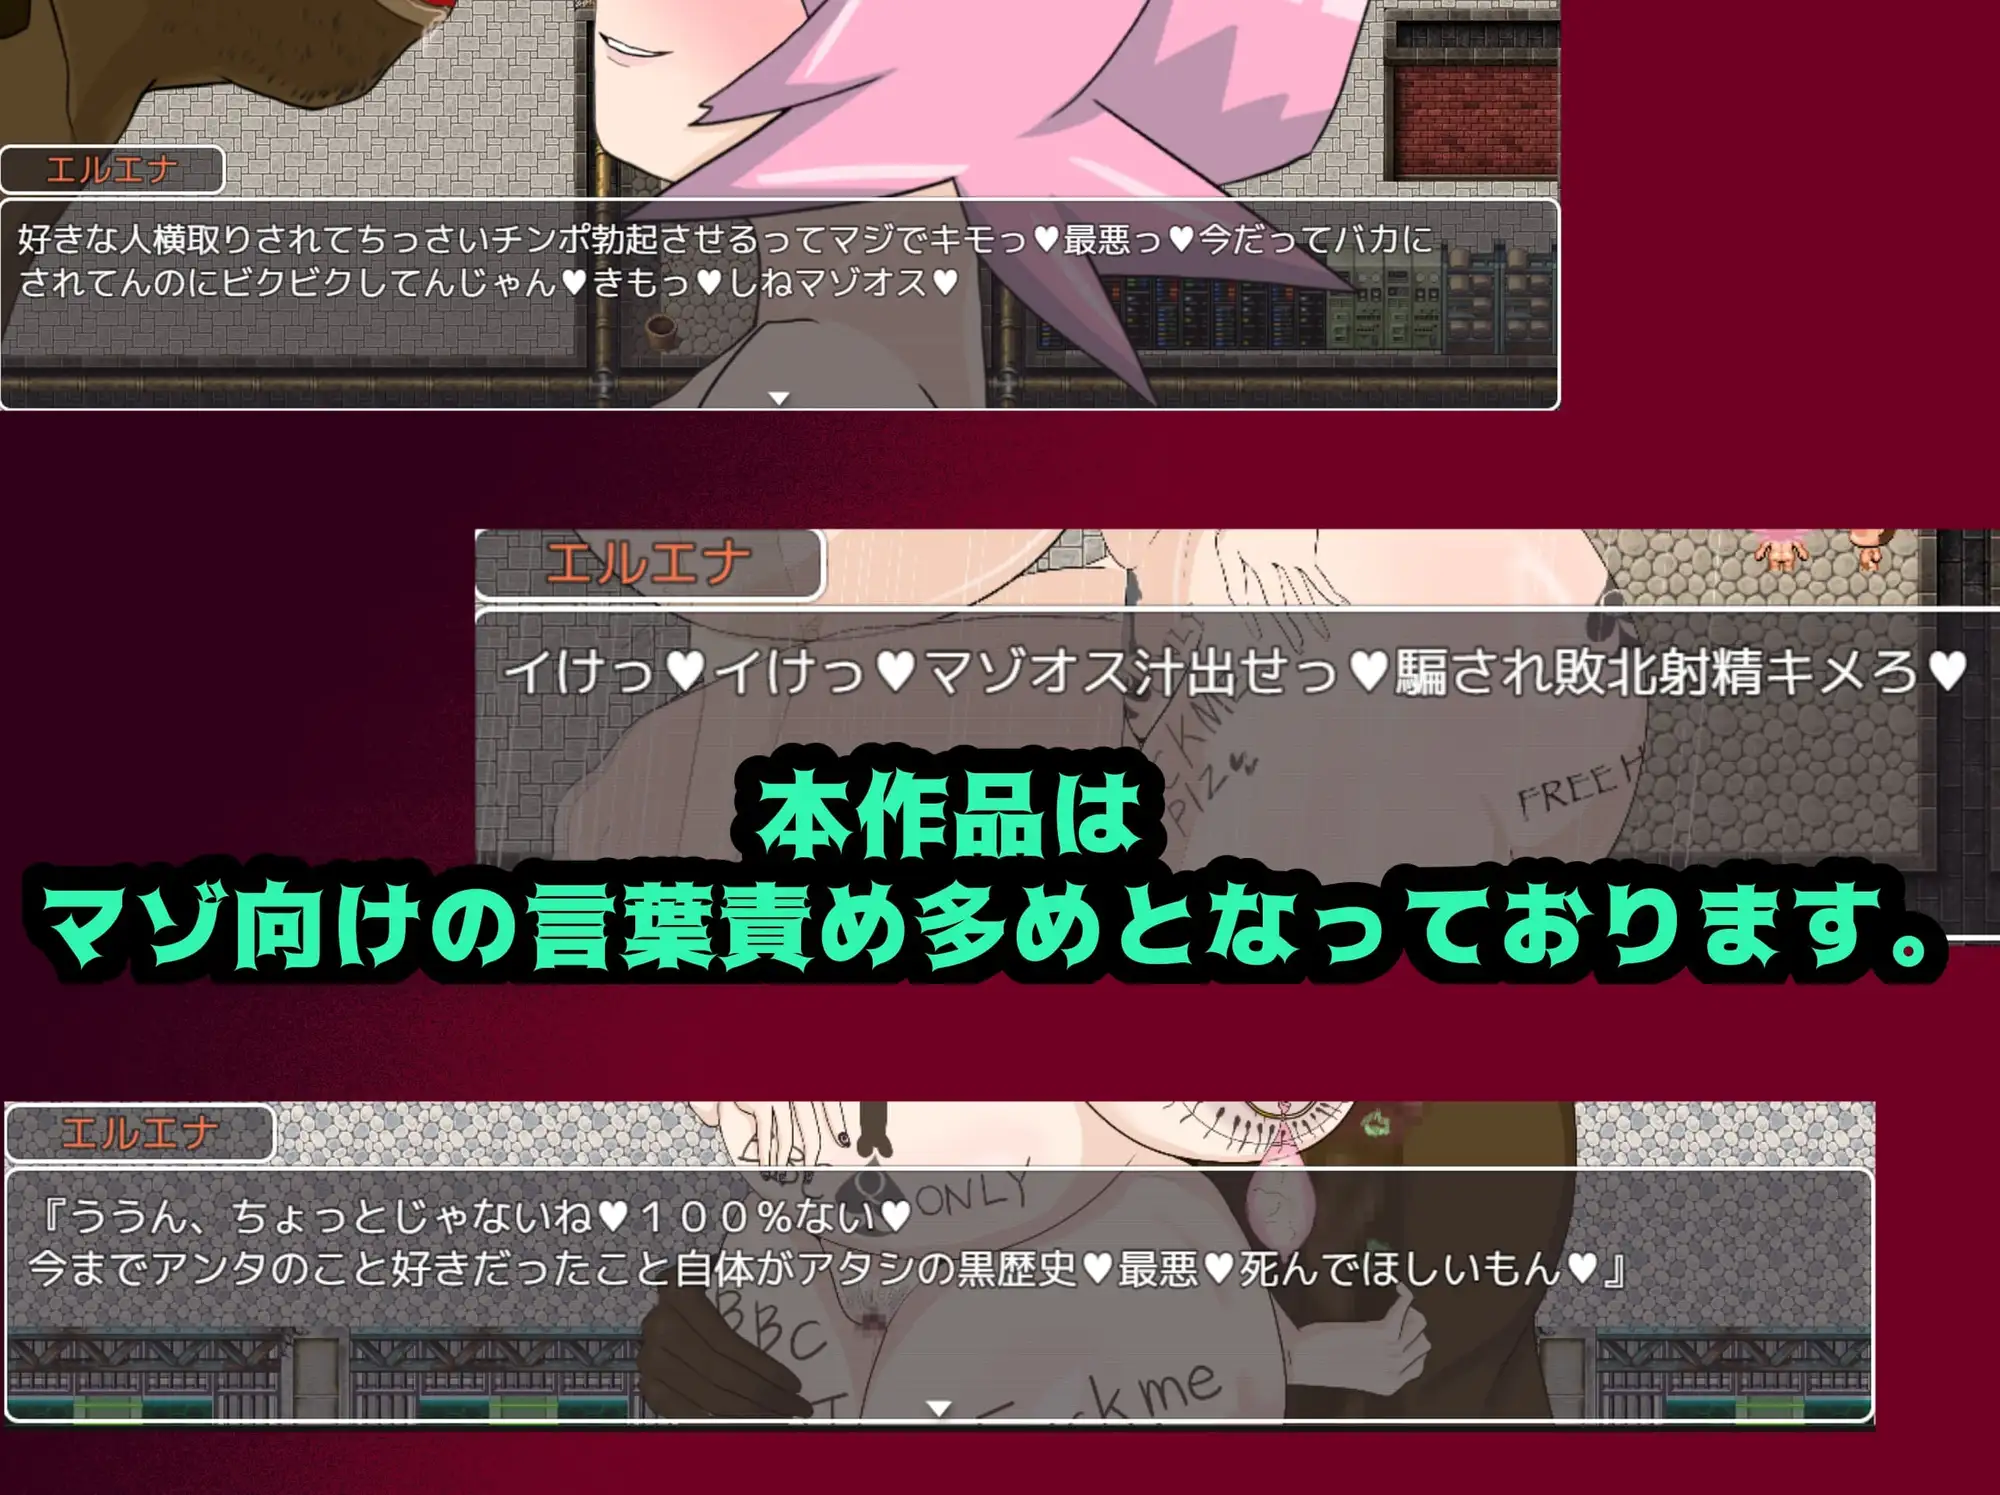 エルエナ
好きな人横取りされてちっさいチンポ勃起させるってマジでキモっ♥最悪っ♥今だってバカに
されてんのにビクビクしてんじゃん♥きもっ♥しねマゾオス♥
エルエナ
イけっ♥イけっ♥マゾオス汁出せっ♥騙され敗北射精キメろ♥
FREE H
本作品は
マゾ向けの言葉責め多めとなっております。
エルエナ
Q ONLY
『ううん、ちょっとじゃないね♥１００％ない♥
今までアンタのこと好きだったこと自体がアタシの黒歴史♥最悪♥死んでほしいもん♥』
BBC
me